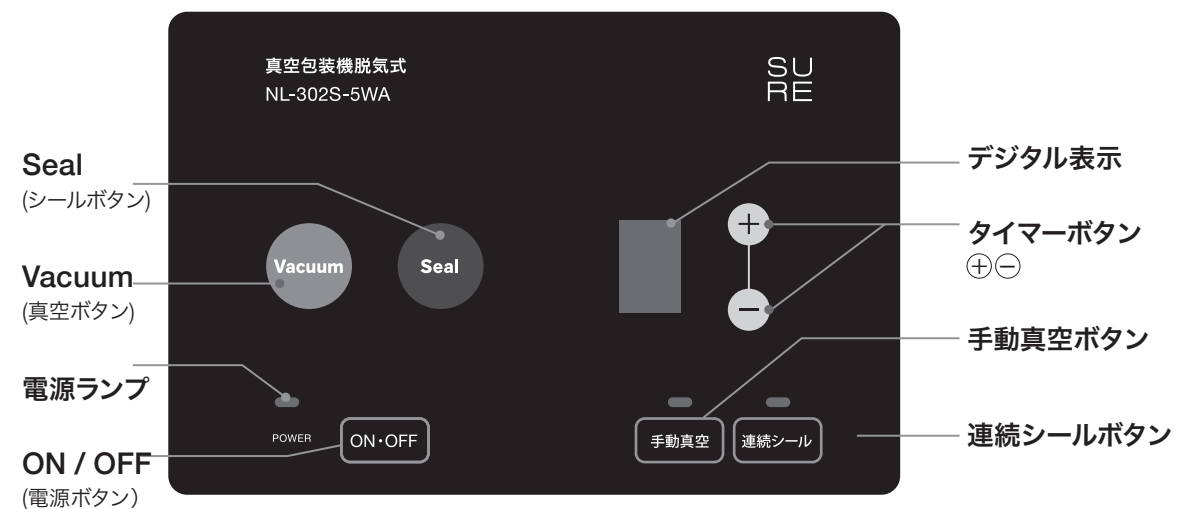 真空包装機脱気式
NL-302S-5WA
SU
RE
Seal
(シールボタン)
Vacuum
(真空ボタン)
電源ランプ
ON / OFF
(電源ボタン）
Vacuum
Seal
+
−
POWER
ON・OFF
手動真空
連続シール
デジタル表示
タイマーボタン
⊕⊖
手動真空ボタン
連続シールボタン